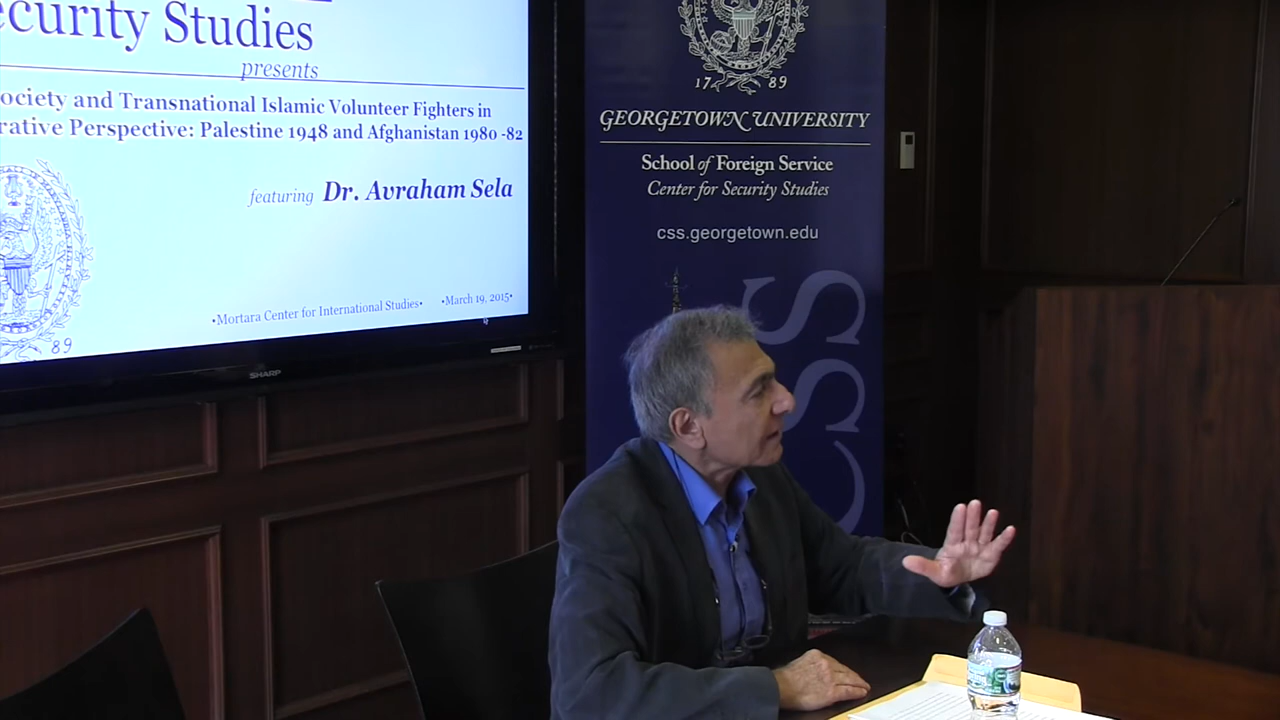 ecurity Studies
presents
ociety and Transnational Islamic Volunteer Fighters in
rative Perspective: Palestine 1948 and Afghanistan 1980 -82
featuring Dr. Avraham Sela
•Mortara Center for International Studies• •March 19, 2015•
89
SHARP
17 89
GEORGETOWN UNIVERSITY
School of Foreign Service
Center for Security Studies
css.georgetown.edu
CSS